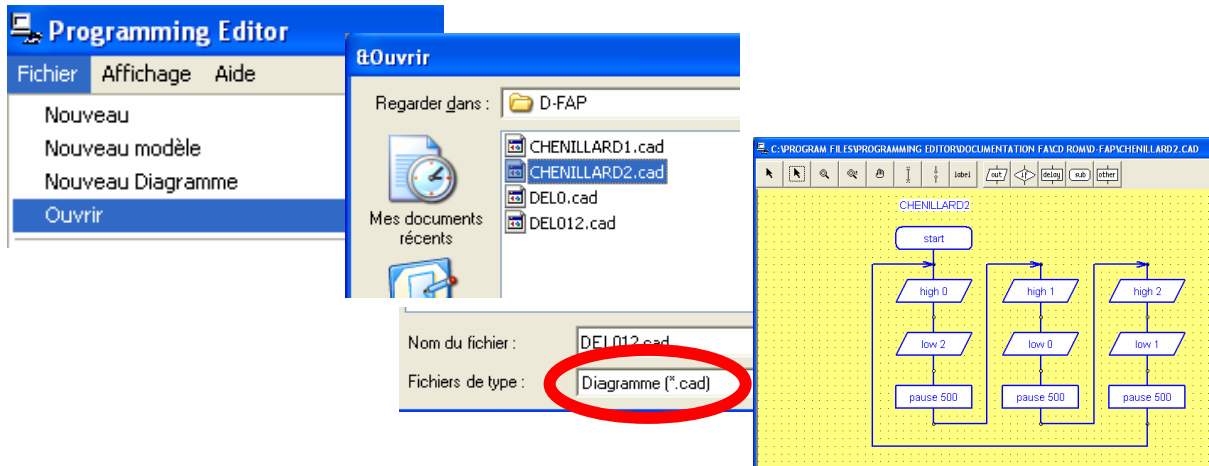 Programming Editor
Fichier Affichage Aide
Nouveau
Nouveau modèle
Nouveau Diagramme
Ouvrir
&Ouvrir
Regarder dans : D-FAP
CHENILLARD1.cad
CHENILLARD2.cad
DEL0.cad
DEL012.cad
Mes documents
récents
Nom du fichier : DEL012.cad
Fichiers de type : Diagramme (*.cad)
C:\PROGRAM FILES\PROGRAMMING EDITOR\DOCUMENTATION FA\CD ROM\D-FAP\CHENILLARD2.CAD
label out if delay sub other
CHENILLARD2
start
high 0 high 1 high 2
low 2 low 0 low 1
pause 500 pause 500 pause 500